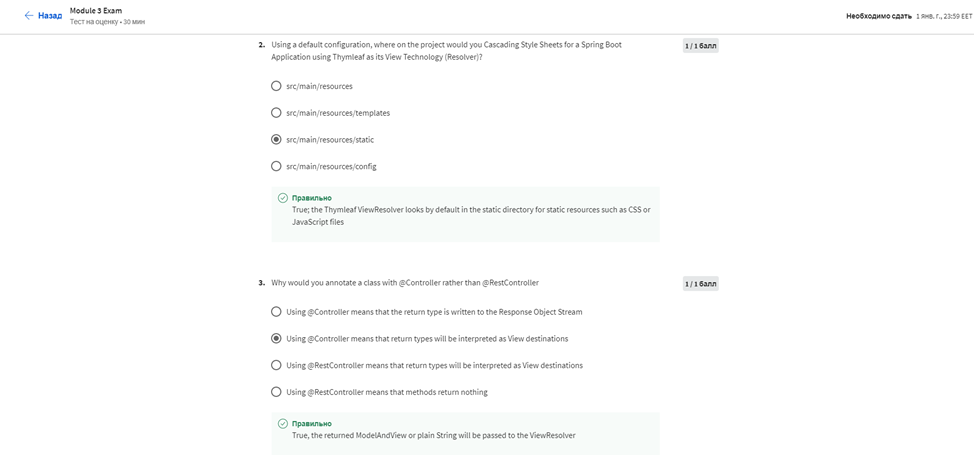 Назад
Module 3 Exam
Тест на оценку • 30 мин
Необходимо сдать 1 янв. г., 23:59 EET
2. Using a default configuration, where on the project would you Cascading Style Sheets for a Spring Boot
Application using Thymleaf as its View Technology (Resolver)?
1 / 1 балл
src/main/resources
src/main/resources/templates
src/main/resources/static
src/main/resources/config
Правильно
True; the Thymleaf ViewResolver looks by default in the static directory for static resources such as CSS or
JavaScript files
3. Why would you annotate a class with @Controller rather than @RestController
1 / 1 балл
Using @Controller means that the return type is written to the Response Object Stream
Using @Controller means that return types will be interpreted as View destinations
Using @RestController means that return types will be interpreted as View destinations
Using @RestController means that methods return nothing
Правильно
True, the returned ModelAndView or plain String will be passed to the ViewResolver